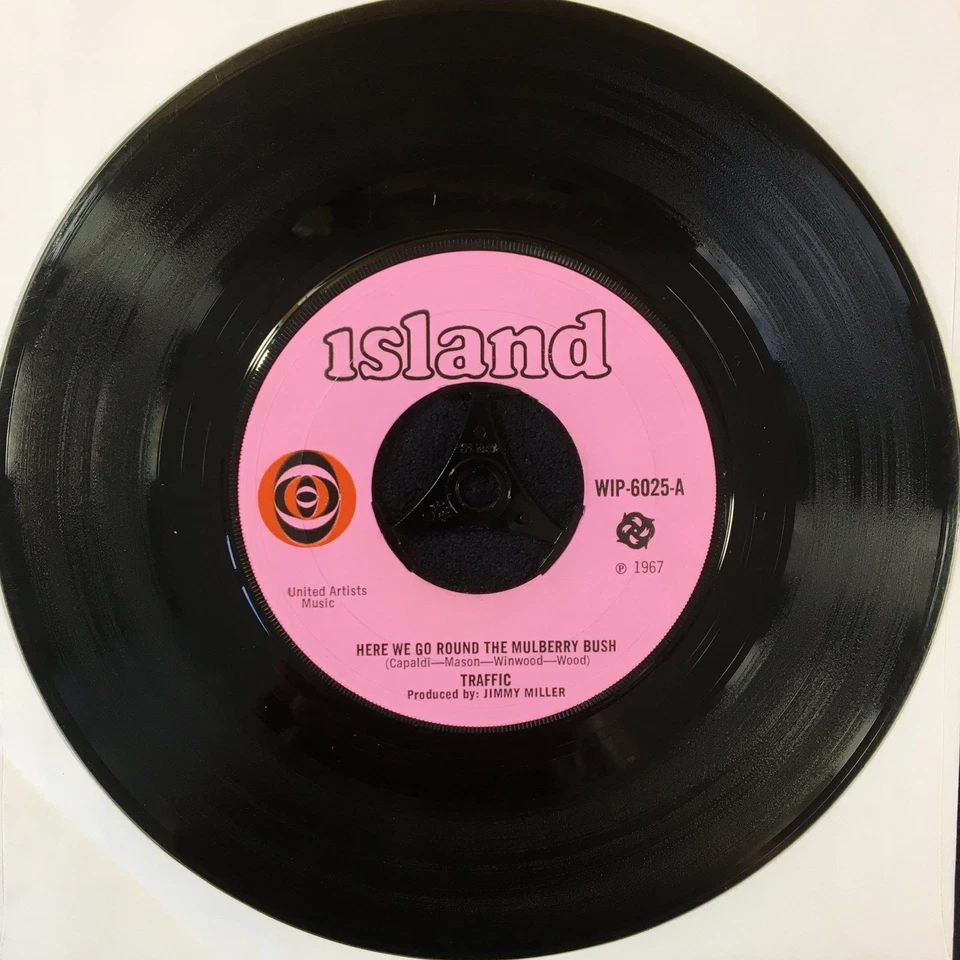 island
WIP-6025-A
℗ 1967
United Artists
Music
HERE WE GO ROUND THE MULBERRY BUSH
(Capaldi—Mason—Winwood—Wood)
TRAFFIC
Produced by: JIMMY MILLER